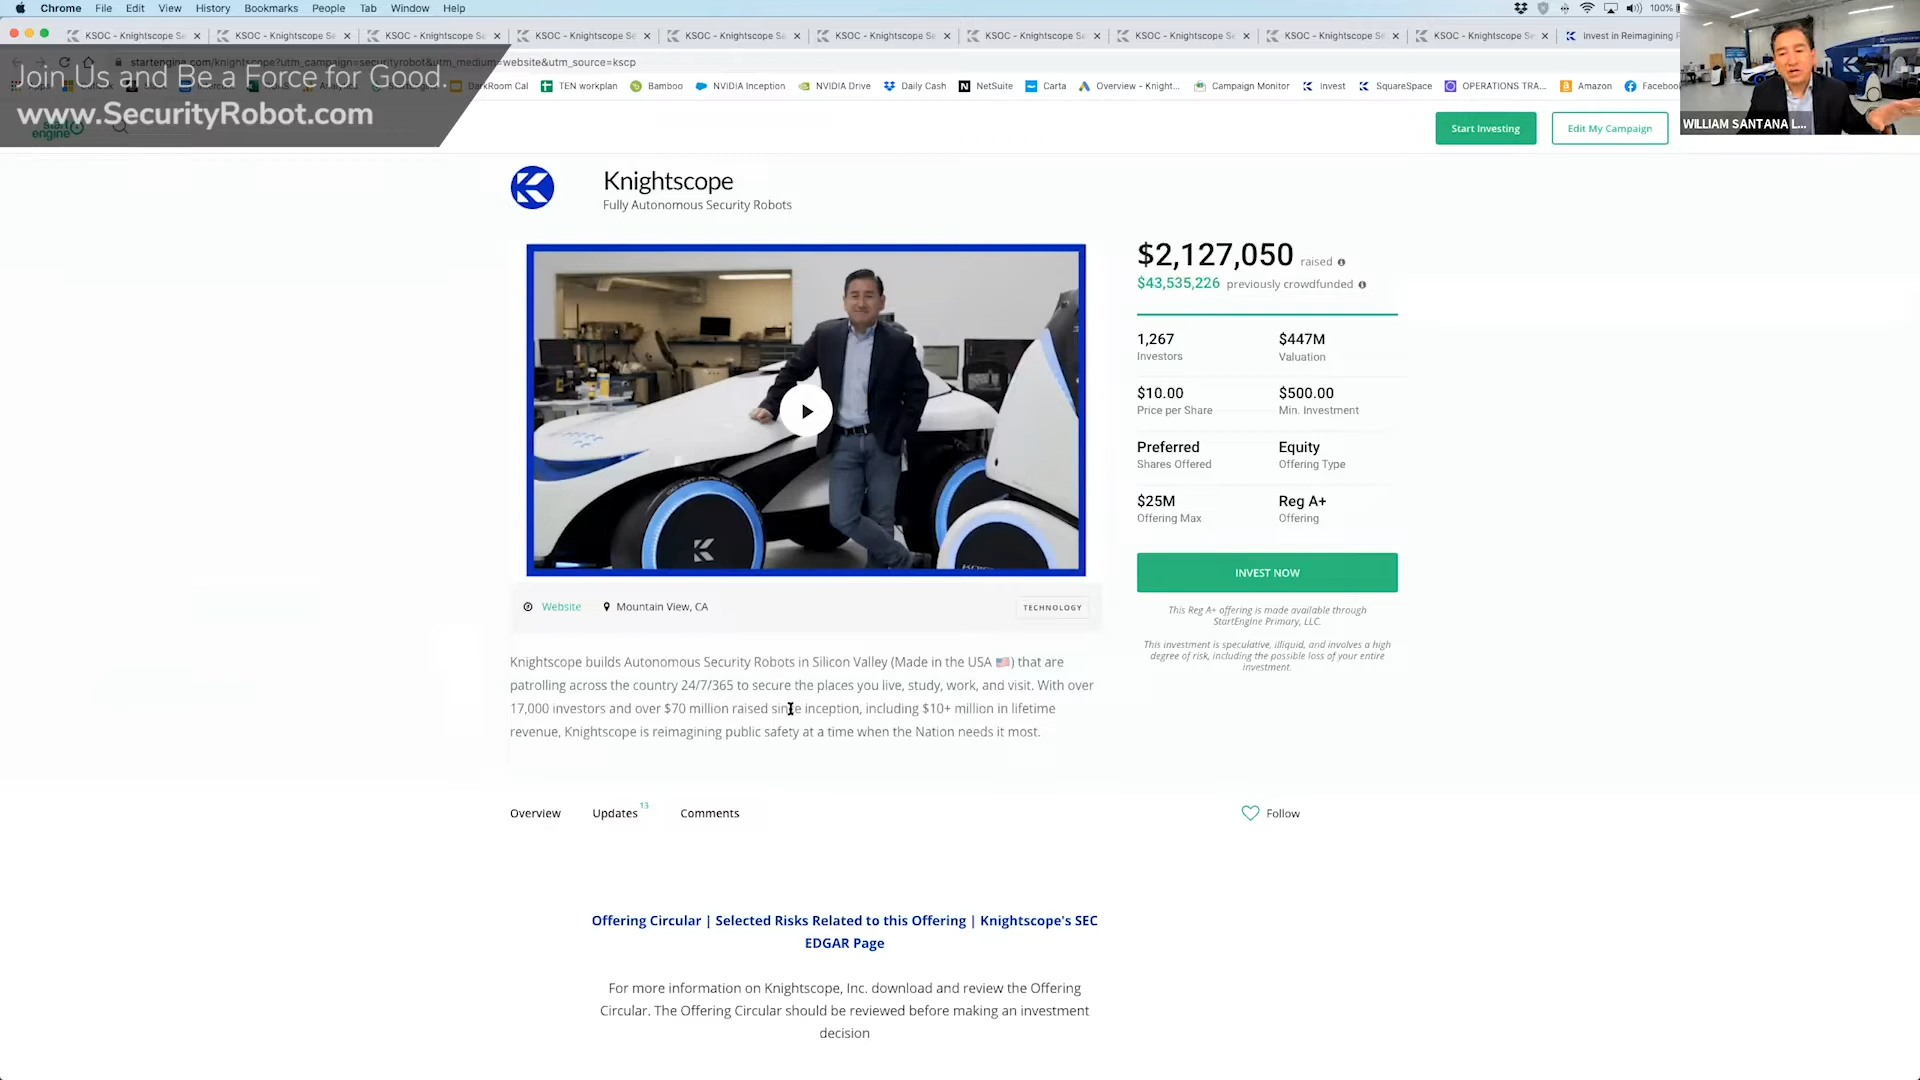 Chrome File Edit View History Bookmarks People Tab Window Help
100%
KSOC - Knightscope Se
KSOC - Knightscope Se
KSOC - Knightscope Se
KSOC - Knightscope Se
KSOC - Knightscope Se
KSOC - Knightscope Se
KSOC - Knightscope Se
KSOC - Knightscope Se
KSOC - Knightscope Se
KSOC - Knightscope Se
Invest in Reimagining P
startengine.com/knightscope?utm_campaign=securityrobot&utm_medium=website&utm_source=kscp
Join Us and Be a Force for Good.
www.SecurityRobot.com
DarkRoom Cal
TEN workplan
Bamboo
NVIDIA Inception
NVIDIA Drive
Daily Cash
NetSuite
Carta
Overview - Knight...
Campaign Monitor
Invest
SquareSpace
OPERATIONS TRA...
Amazon
Facebook
WILLIAM SANTANA L...
start
engine
Start Investing
Edit My Campaign
Knightscope
Fully Autonomous Security Robots
$2,127,050 raised
$43,535,226 previously crowdfunded
1,267
Investors
$447M
Valuation
$10.00
Price per Share
$500.00
Min. Investment
Preferred
Shares Offered
Equity
Offering Type
$25M
Offering Max
Reg A+
Offering
INVEST NOW
This Reg A+ offering is made available through
StartEngine Primary, LLC.
This investment is speculative, illiquid, and involves a high
degree of risk, including the possible loss of your entire
investment.
Website
Mountain View, CA
TECHNOLOGY
Knightscope builds Autonomous Security Robots in Silicon Valley (Made in the USA 🇺🇸) that are
patrolling across the country 24/7/365 to secure the places you live, study, work, and visit. With over
17,000 investors and over $70 million raised since inception, including $10+ million in lifetime
revenue, Knightscope is reimagining public safety at a time when the Nation needs it most.
Overview
Updates 13
Comments
Follow
Offering Circular | Selected Risks Related to this Offering | Knightscope's SEC
EDGAR Page
For more information on Knightscope, Inc. download and review the Offering
Circular. The Offering Circular should be reviewed before making an investment
decision